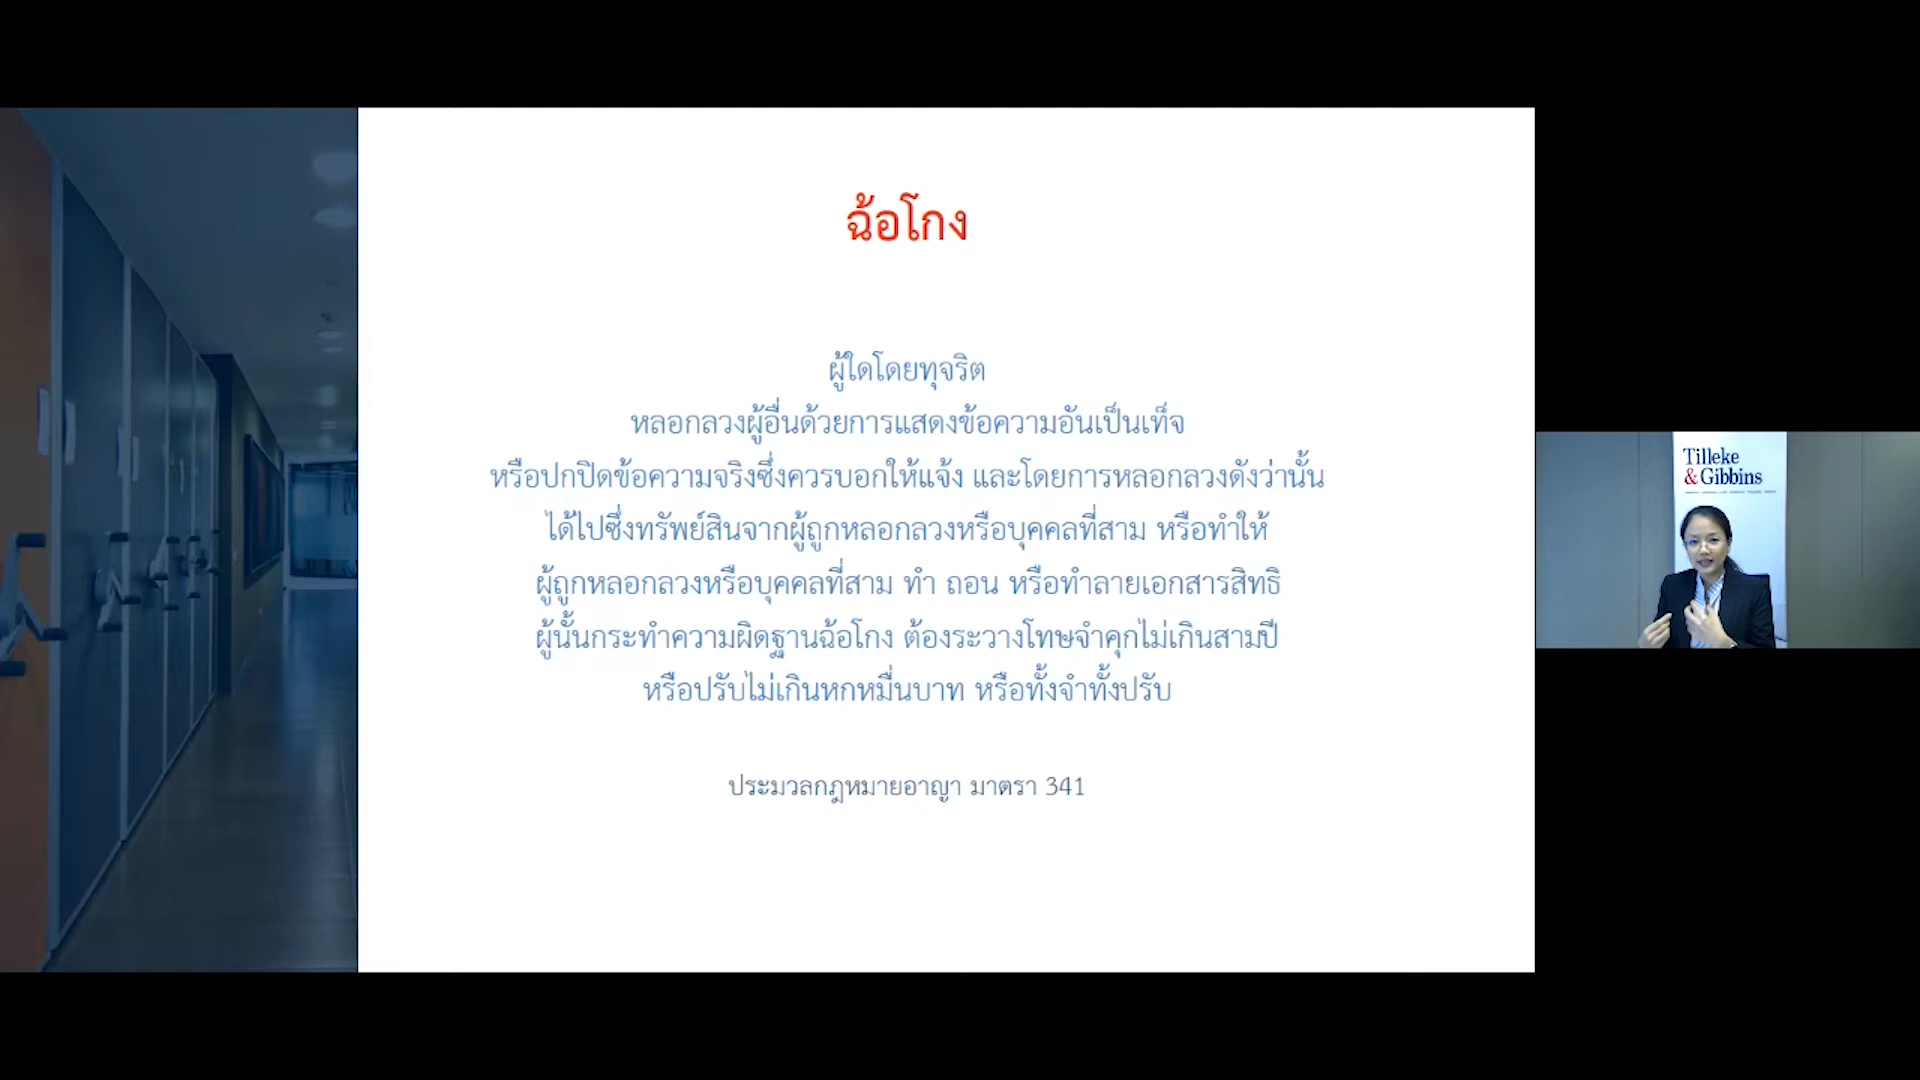 ฉ้อโกง
ผู้ใดโดยทุจริต
หลอกลวงผู้อื่นด้วยการแสดงข้อความอันเป็นเท็จ
หรือปกปิดข้อความจริงซึ่งควรบอกให้แจ้ง และโดยการหลอกลวงดังว่านั้น
ได้ไปซึ่งทรัพย์สินจากผู้ถูกหลอกลวงหรือบุคคลที่สาม หรือทำให้
ผู้ถูกหลอกลวงหรือบุคคลที่สาม ทำ ถอน หรือทำลายเอกสารสิทธิ
ผู้นั้นกระทำความผิดฐานฉ้อโกง ต้องระวางโทษจำคุกไม่เกินสามปี
หรือปรับไม่เกินหกหมื่นบาท หรือทั้งจำทั้งปรับ
ประมวลกฎหมายอาญา มาตรา 341
Tilleke
& Gibbins